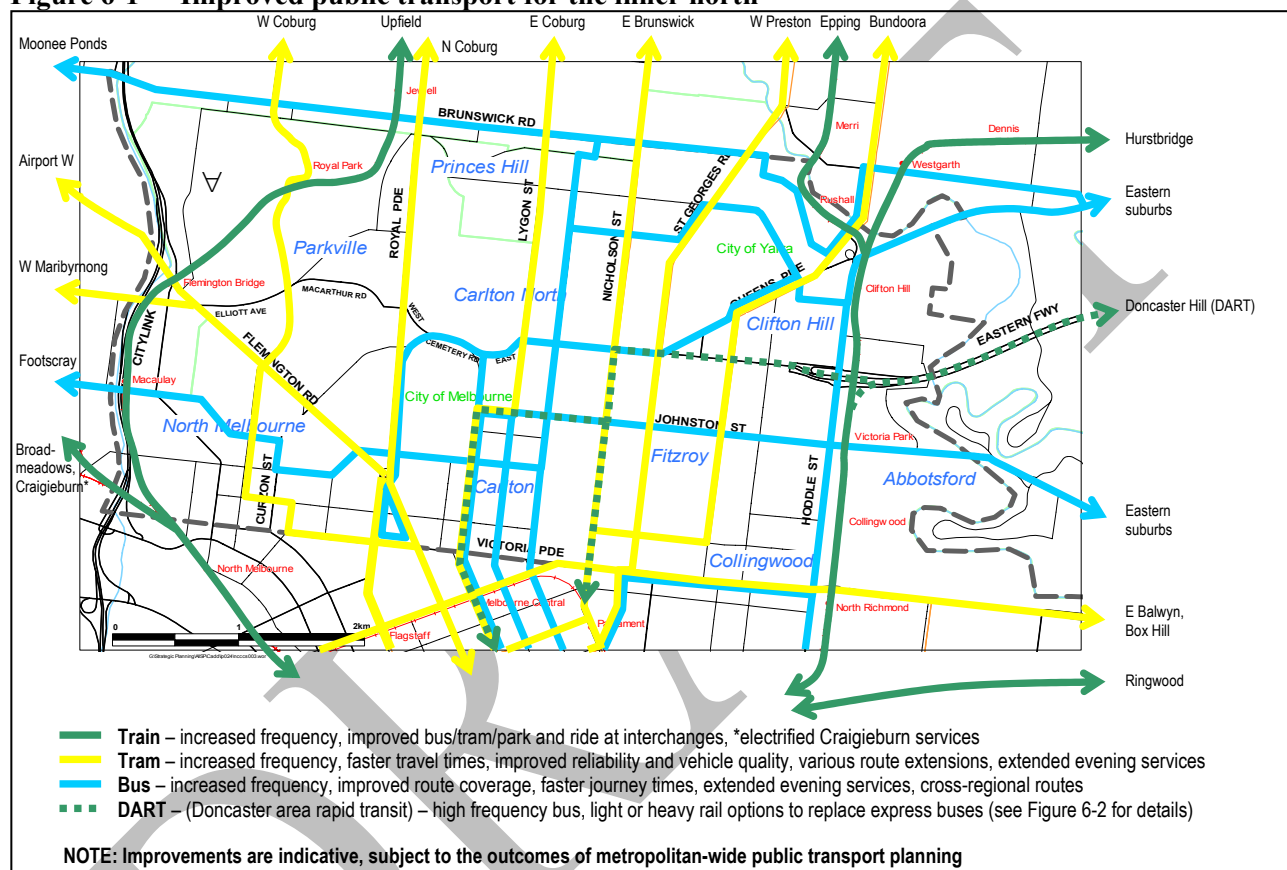 Figure 6-1 Improved public transport for the inner north
W Coburg
Upfield
N Coburg
E Coburg
E Brunswick
W Preston
Epping
Bundoora
Moonee Ponds
Jewell
BRUNSWICK RD
Merri
Dennis
Hurstbridge
Airport W
Royal Park
Princes Hill
Westgarth
Eastern
suburbs
ROYAL PDE
LYGON ST
NICHOLSON ST
ST GEORGES RD
Rushall
Parkville
City of Yarra
W Maribyrnong
Flemington Bridge
MACARTHUR RD
Carlton North
QUEENS PDE
Clifton Hill
Clifton Hill
ELLIOTT AVE
WEST
Doncaster Hill (DART)
EASTERN FWY
CITYLINK
FLEMINGTON RD
CEMETERY RD
EAST
Footscray
Macaulay
City of Melbourne
North Melbourne
JOHNSTON ST
Victoria Park
Broad-
meadows,
Craigieburn*
Fitzroy
Abbotsford
CURZON ST
Carlton
HODDLE ST
Collingwood
Eastern
suburbs
VICTORIA PDE
Collingwood
North Melbourne
Melbourne Central
Parliament
North Richmond
E Balwyn,
Box Hill
0 1 2km
Flagstaff
Ringwood
Train – increased frequency, improved bus/tram/park and ride at interchanges, *electrified Craigieburn services
Tram – increased frequency, faster travel times, improved reliability and vehicle quality, various route extensions, extended evening services
Bus – increased frequency, improved route coverage, faster journey times, extended evening services, cross-regional routes
DART – (Doncaster area rapid transit) – high frequency bus, light or heavy rail options to replace express buses (see Figure 6-2 for details)
NOTE: Improvements are indicative, subject to the outcomes of metropolitan-wide public transport planning